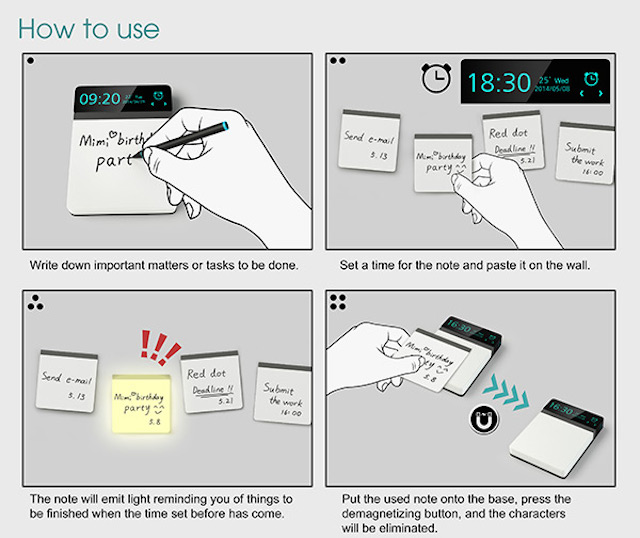 How to use
09:20
Mimi♡birthd
part
Write down important matters or tasks to be done.
18:30 25° Wed
2014/05/08
Send e-mail
5.13
Mimi♡birthday
party
Red dot
Deadline !!
5.21
Submit
the work
16:00
Set a time for the note and paste it on the wall.
!!!
Send e-mail
5.13
Mimi♡birthday
party
5.8
Red dot
Deadline !!
5.21
Submit
the work
16:00
The note will emit light reminding you of things to
be finished when the time set before has come.
16:30
Mimi♡birthday
party
5.8
16:30
Put the used note onto the base, press the
demagnetizing button, and the characters
will be eliminated.